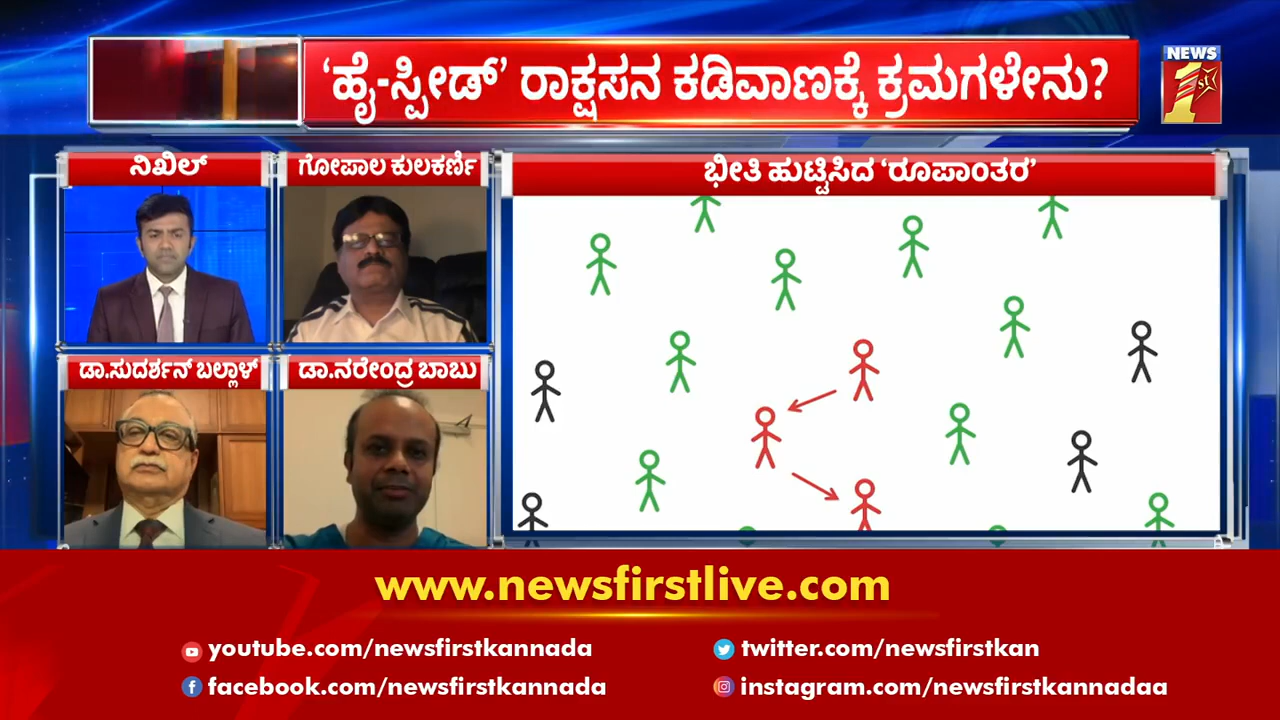 ‘ಹೈ-ಸ್ಪೀಡ್’ ರಾಕ್ಷಸನ ಕಡಿವಾಣಕ್ಕೆ ಕ್ರಮಗಳೇನು?
NEWS
1ST
ನಿಖಿಲ್
ಗೋಪಾಲ ಕುಲಕರ್ಣಿ
ಭೀತಿ ಹುಟ್ಟಿಸಿದ ‘ರೂಪಾಂತರ’
ಡಾ.ಸುದರ್ಶನ್ ಬಲ್ಲಾಳ್
ಡಾ.ನರೇಂದ್ರ ಬಾಬು
www.newsfirstlive.com
youtube.com/newsfirstkannada
twitter.com/newsfirstkan
facebook.com/newsfirstkannada
instagram.com/newsfirstkannadaa